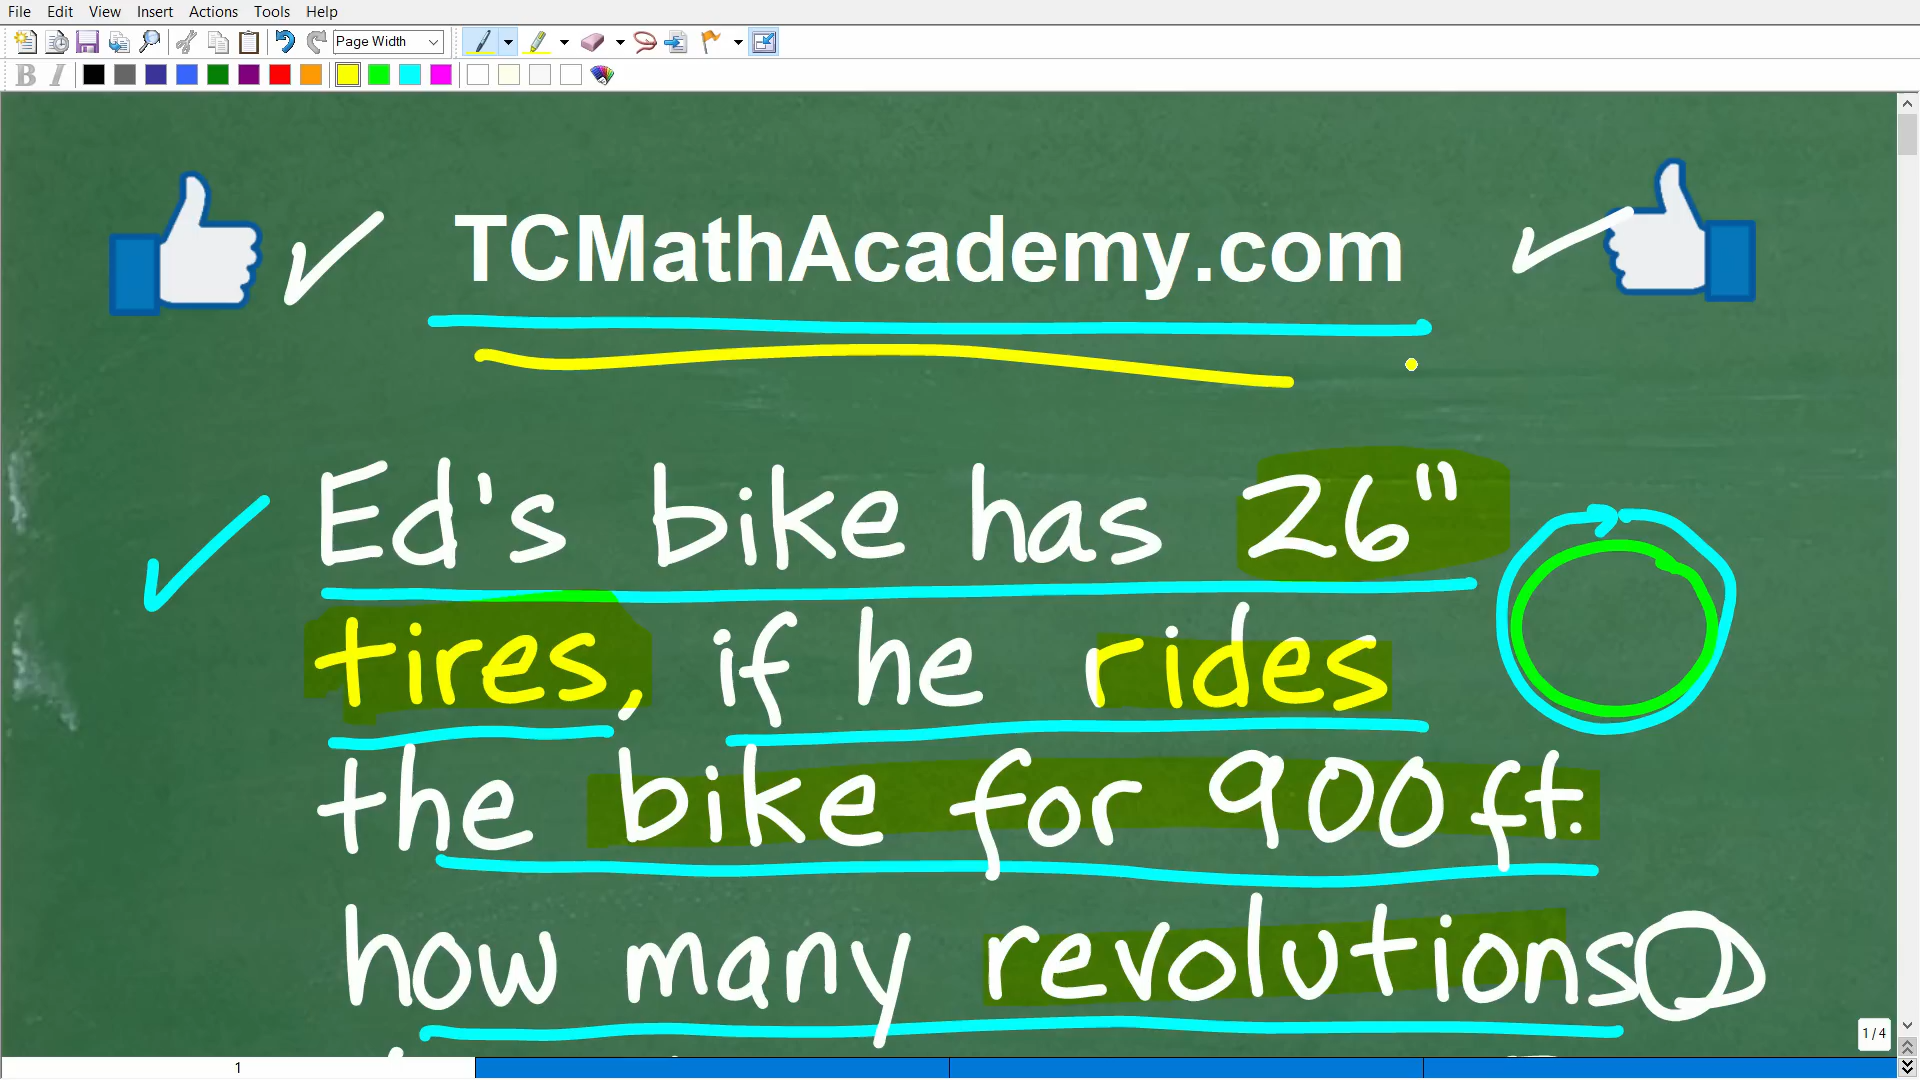 File Edit View Insert Actions Tools Help
Page Width
B I
TCMathAcademy.com
Ed's bike has 26"
tires, if he rides
the bike for 900 ft.
how many revolutions
1 / 4
1